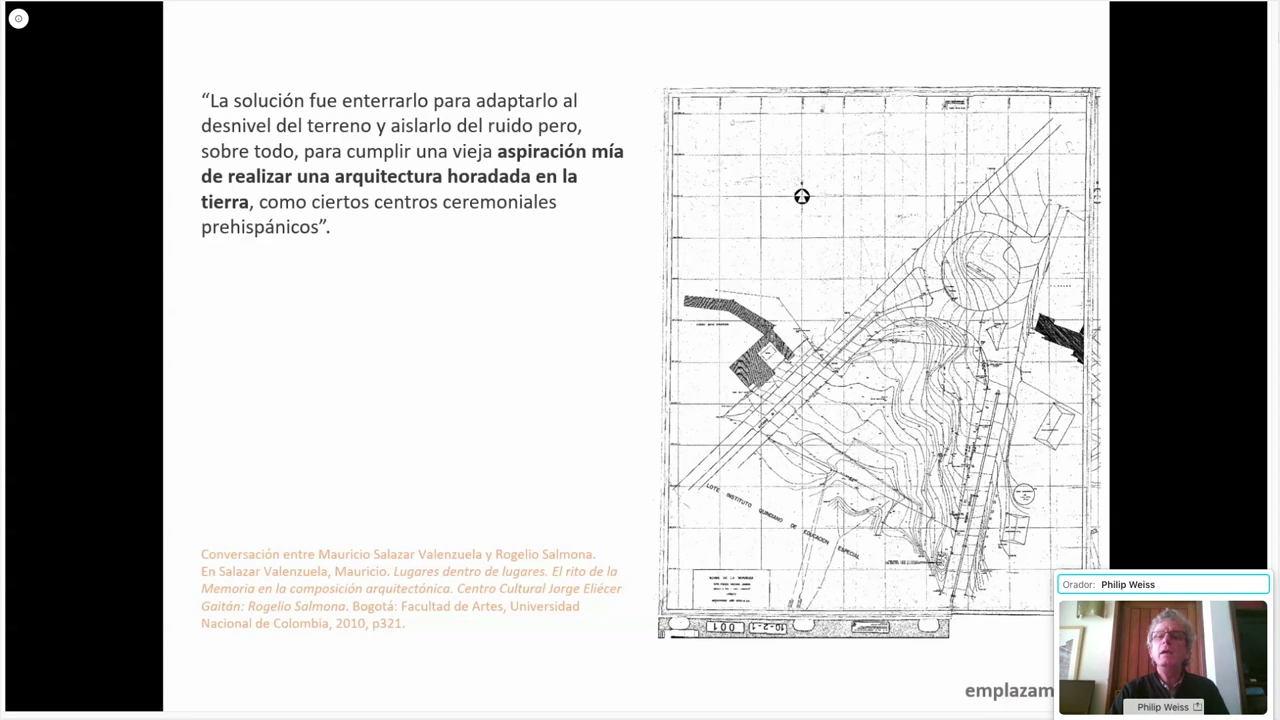 “La solución fue enterrarlo para adaptarlo al
desnivel del terreno y aislarlo del ruido pero,
sobre todo, para cumplir una vieja aspiración mía
de realizar una arquitectura horadada en la
tierra, como ciertos centros ceremoniales
prehispánicos”.
LOTE INSTITUTO QUINDIANO DE EDUCACION ESPECIAL
Conversación entre Mauricio Salazar Valenzuela y Rogelio Salmona.
En Salazar Valenzuela, Mauricio. Lugares dentro de lugares. El rito de la
Memoria en la composición arquitectónica. Centro Cultural Jorge Eliécer
Gaitán: Rogelio Salmona. Bogotá: Facultad de Artes, Universidad
Nacional de Colombia, 2010, p321.
emplazam
Orador: Philip Weiss
Philip Weiss